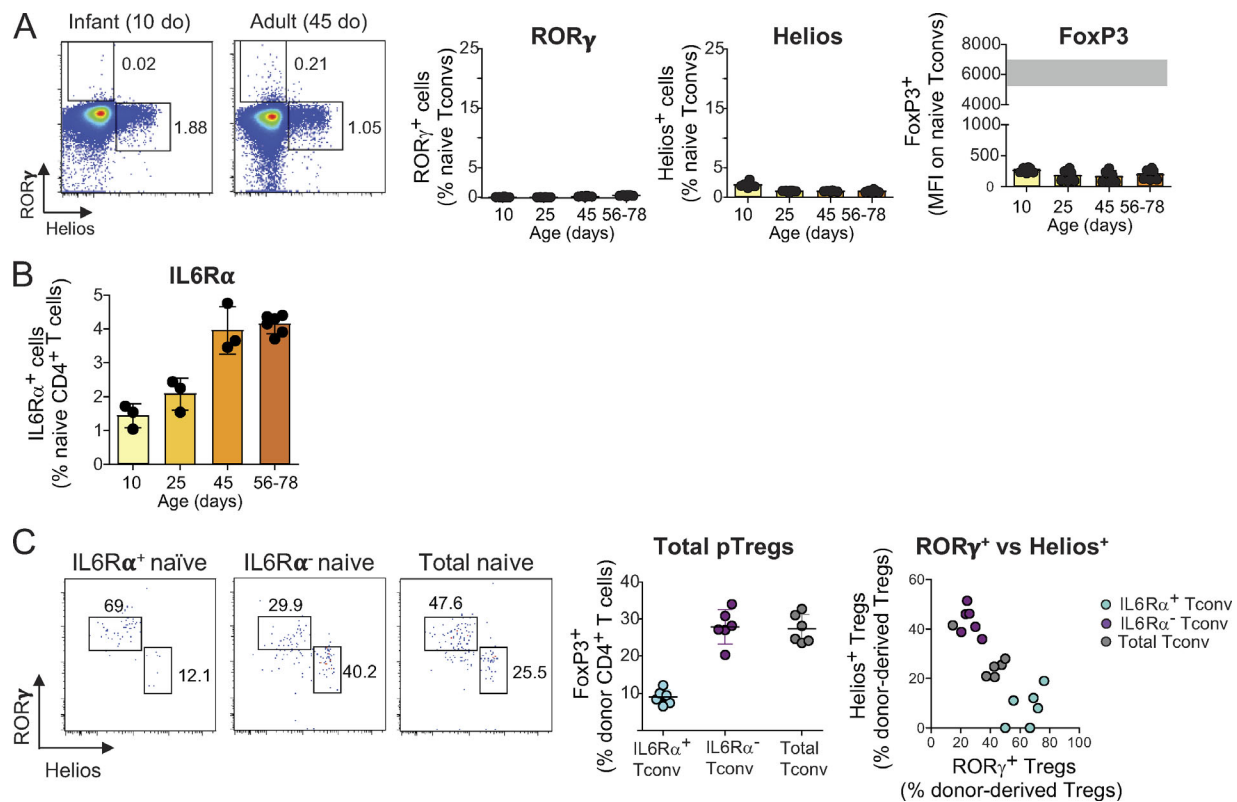 A
Infant (10 do)
Adult (45 do)
0.02
1.88
0.21
1.05
RORγ
Helios
RORγ
RORγ⁺ cells
(% naive Tconvs)
25
20
15
10
5
0
10 25 45 56-78
Age (days)
Helios
Helios⁺ cells
(% naive Tconvs)
25
20
15
10
5
0
10 25 45 56-78
Age (days)
FoxP3
FoxP3⁺
(MFI on naive Tconvs)
8000
6000
4000
1000
500
0
10 25 45 56-78
Age (days)
B
IL6Rα
IL6Rα⁺ cells
(% naive CD4⁺ T cells)
5
4
3
2
1
0
10 25 45 56-78
Age (days)
C
IL6Rα⁺ naïve
IL6Rα⁻ naive
Total naive
69
12.1
29.9
40.2
47.6
25.5
RORγ
Helios
Total pTregs
FoxP3⁺
(% donor CD4⁺ T cells)
40
30
20
10
0
IL6Rα⁺
Tconv
IL6Rα⁻
Tconv
Total
Tconv
RORγ⁺ vs Helios⁺
Helios⁺ Tregs
(% donor-derived Tregs)
60
40
20
0
0 20 40 60 80 100
RORγ⁺ Tregs
(% donor-derived Tregs)
IL6Rα⁺ Tconv
IL6Rα⁻ Tconv
Total Tconv